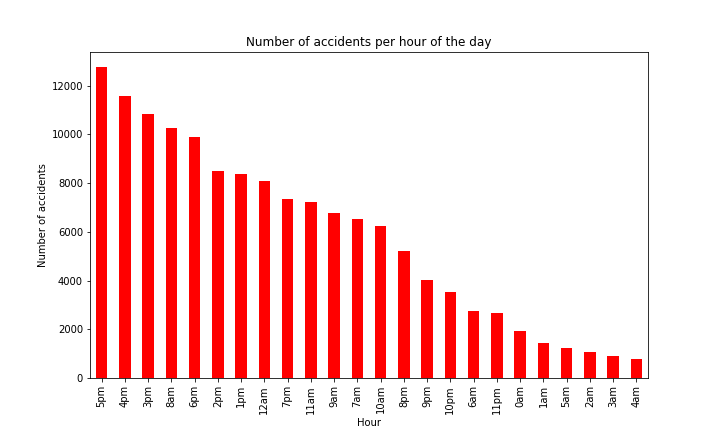 Number of accidents per hour of the day
Number of accidents
12000
10000
8000
6000
4000
2000
0
5pm
4pm
3pm
8am
6pm
2pm
1pm
12am
7pm
11am
9am
7am
10am
8pm
9pm
10pm
6am
11pm
0am
1am
5am
2am
3am
4am
Hour